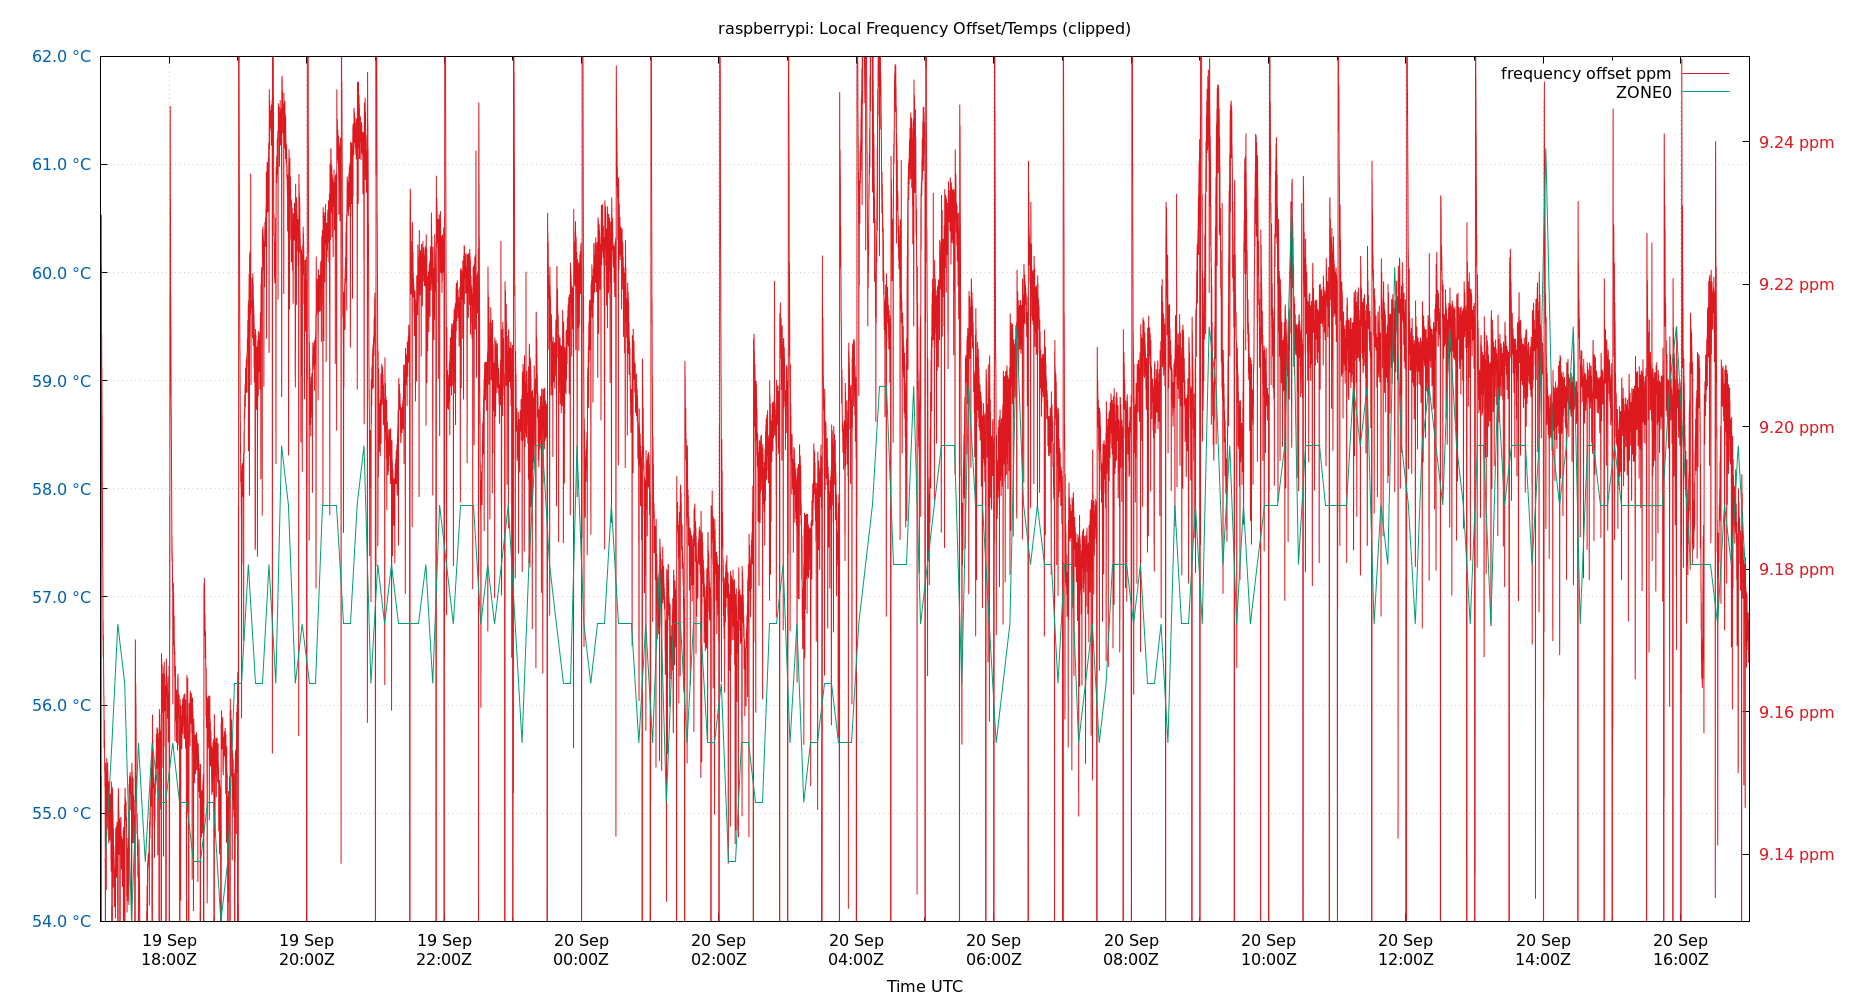 raspberrypi: Local Frequency Offset/Temps (clipped)
62.0 °C
61.0 °C
60.0 °C
59.0 °C
58.0 °C
57.0 °C
56.0 °C
55.0 °C
54.0 °C
frequency offset ppm
ZONE0
9.24 ppm
9.22 ppm
9.20 ppm
9.18 ppm
9.16 ppm
9.14 ppm
19 Sep
18:00Z
19 Sep
20:00Z
19 Sep
22:00Z
20 Sep
00:00Z
20 Sep
02:00Z
20 Sep
04:00Z
20 Sep
06:00Z
20 Sep
08:00Z
20 Sep
10:00Z
20 Sep
12:00Z
20 Sep
14:00Z
20 Sep
16:00Z
Time UTC